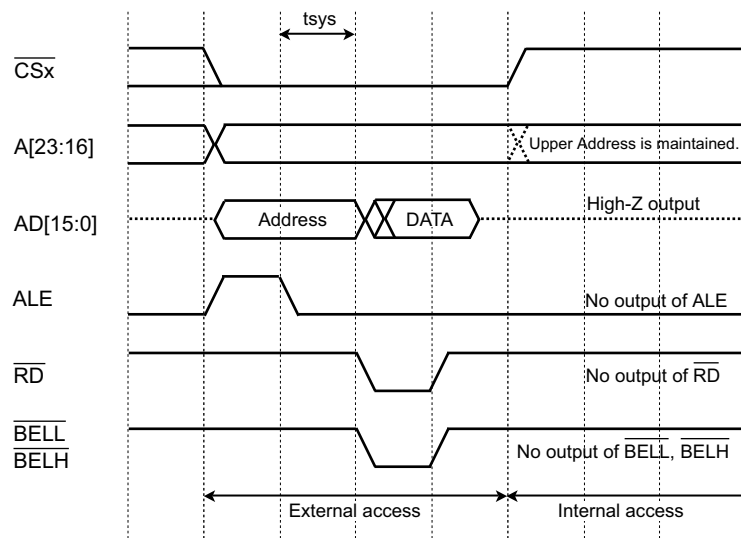 tsys
CSx
A[23:16]
Upper Address is maintained.
AD[15:0]
Address
DATA
High-Z output
ALE
No output of ALE
RD
No output of RD
BELL
BELH
No output of BELL, BELH
External access
Internal access